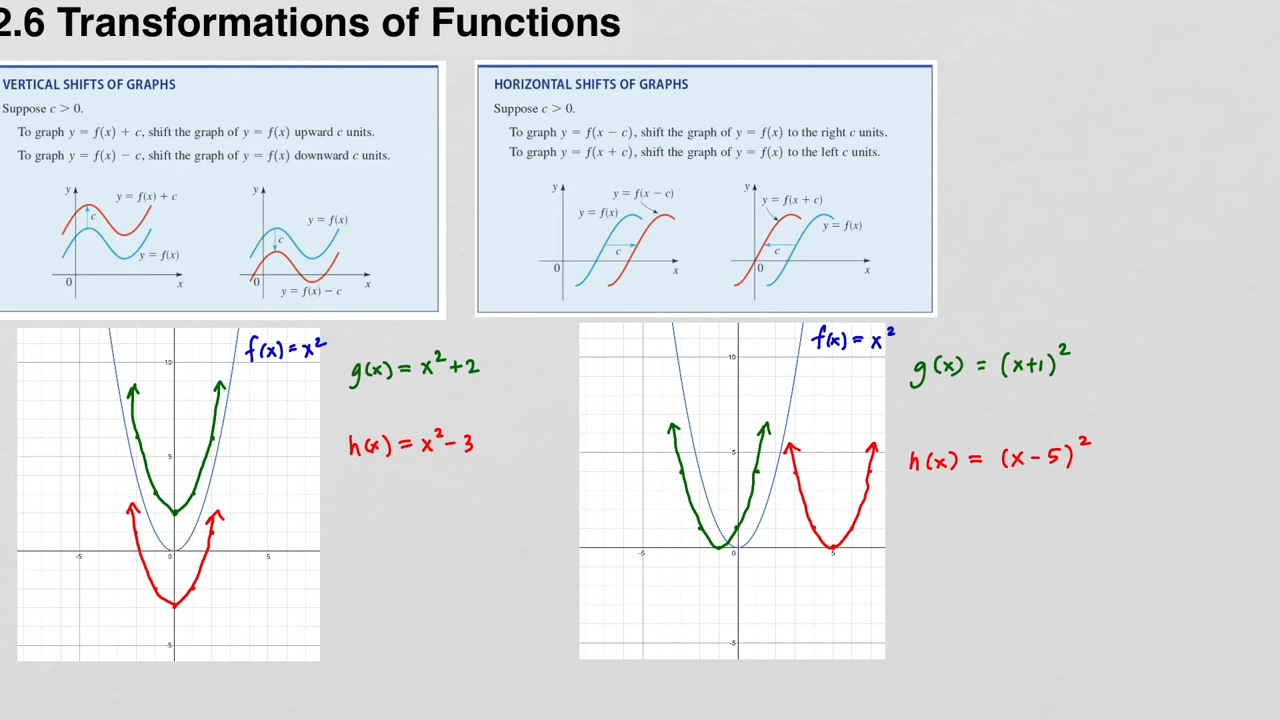 2.6 Transformations of Functions
VERTICAL SHIFTS OF GRAPHS
Suppose c > 0.
To graph y = f(x) + c, shift the graph of y = f(x) upward c units.
To graph y = f(x) − c, shift the graph of y = f(x) downward c units.
y
y = f(x) + c
c
y = f(x)
0
x
y
y = f(x)
c
0
y = f(x) − c
x
HORIZONTAL SHIFTS OF GRAPHS
Suppose c > 0.
To graph y = f(x − c), shift the graph of y = f(x) to the right c units.
To graph y = f(x + c), shift the graph of y = f(x) to the left c units.
y
y = f(x − c)
y = f(x)
c
0
x
y
y = f(x + c)
y = f(x)
c
0
x
f(x) = x²
10
5
-5
0
5
-5
g(x) = x² + 2
h(x) = x² − 3
f(x) = x²
10
5
-5
0
5
-5
g(x) = (x+1)²
h(x) = (x − 5)²